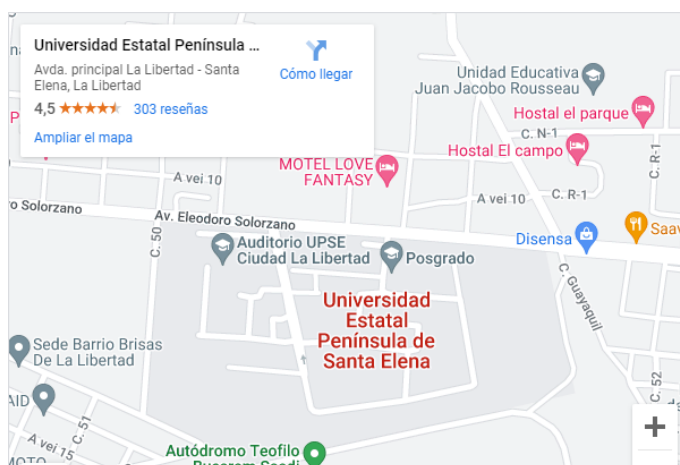 Universidad Estatal Península ...
Avda. principal La Libertad - Santa
Elena, La Libertad
Cómo llegar
4,5
303 reseñas
Ampliar el mapa
Unidad Educativa
Juan Jacobo Rousseau
Hostal el parque
C. N-1
Hostal El campo
C. R-1
MOTEL LOVE
FANTASY
A vei 10
A vei 10
C. R-1
o Solorzano
Av. Eleodoro Solorzano
C. 50
Auditorio UPSE
Ciudad La Libertad
Posgrado
Disensa
Saav
C. Guayaquil
Universidad
Estatal
Península de
Santa Elena
Sede Barrio Brisas
De La Libertad
C. 52
AID
C. 51
A vei 15
MOTO
Autódromo Teofilo
+